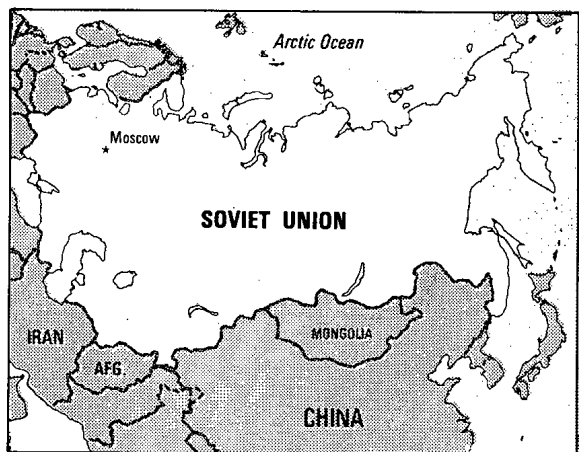 Arctic Ocean
Moscow
SOVIET UNION
IRAN
MONGOLIA
AFG.
CHINA